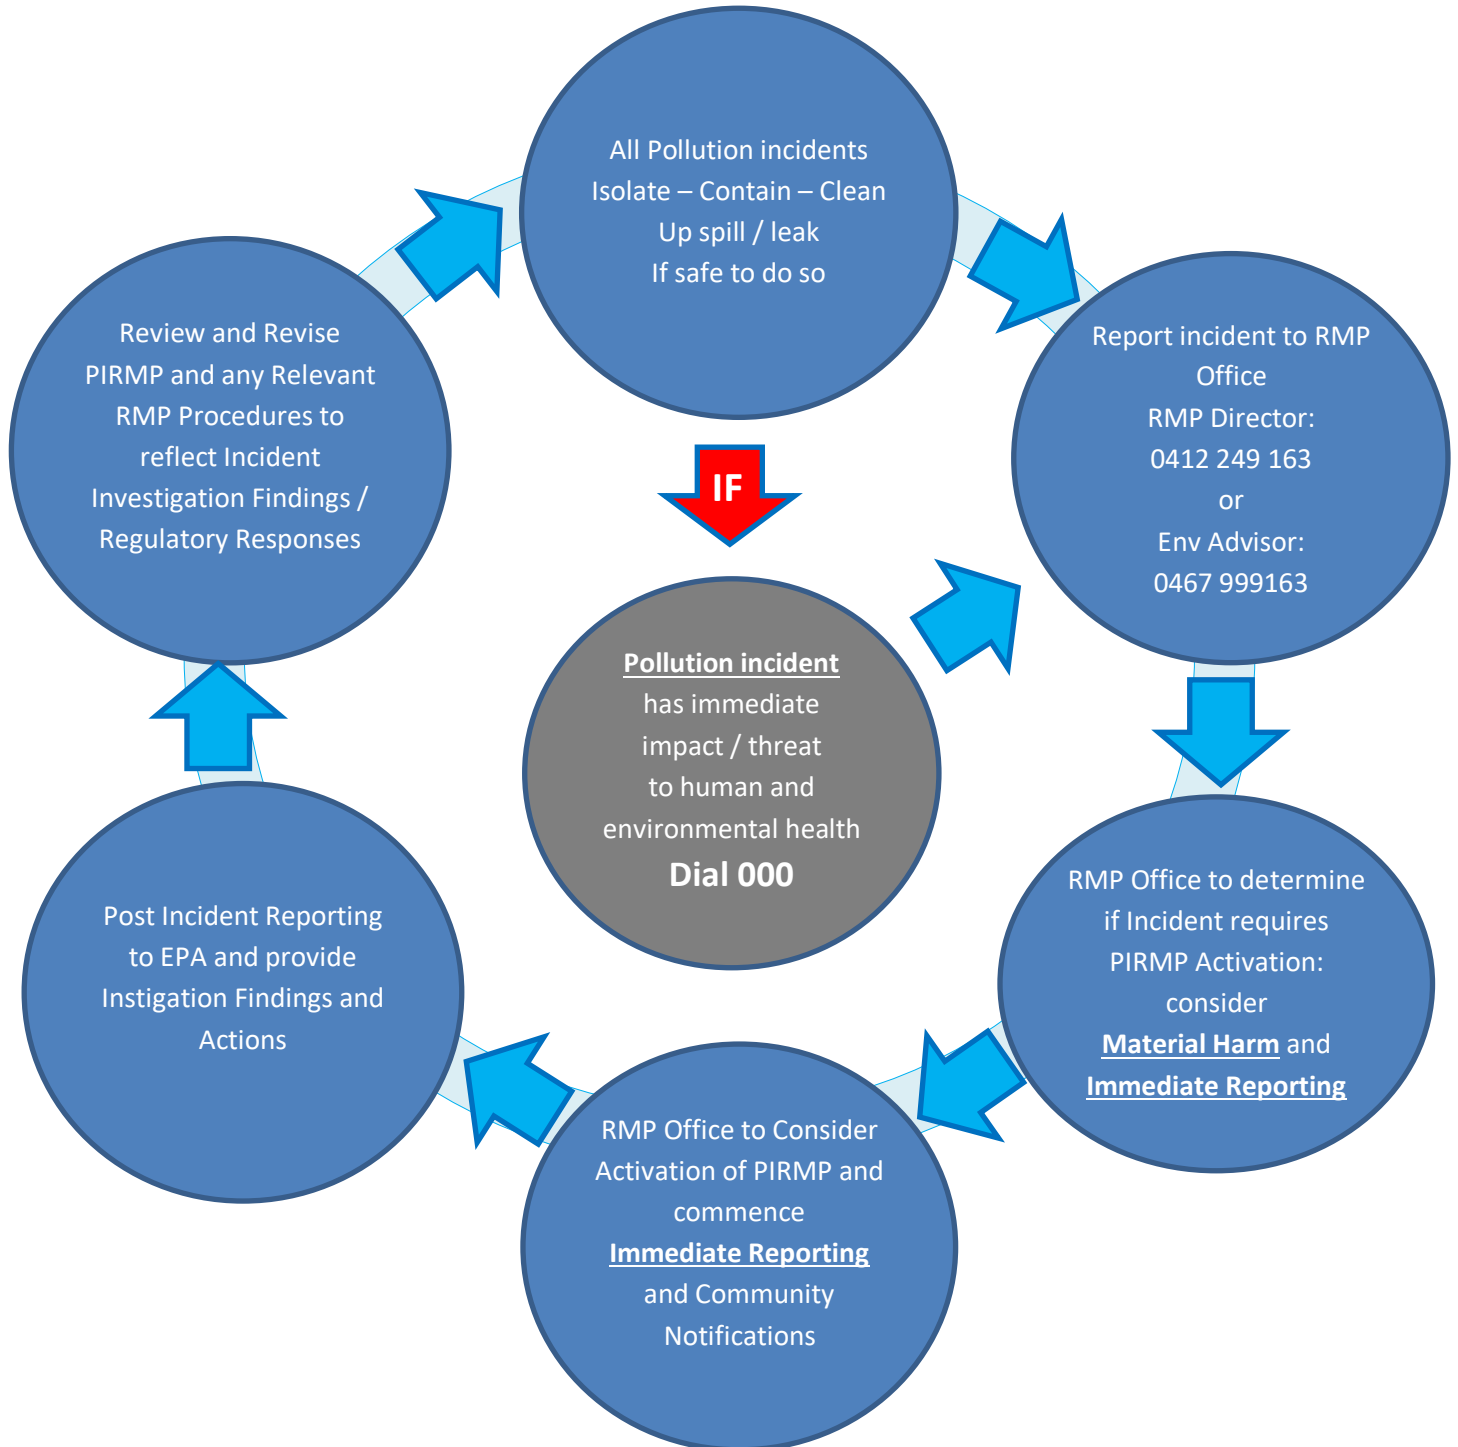 All Pollution incidents
Isolate – Contain – Clean
Up spill / leak
If safe to do so
IF
Pollution incident
has immediate
impact / threat
to human and
environmental health
Dial 000
Report incident to RMP
Office
RMP Director:
0412 249 163
or
Env Advisor:
0467 999163
RMP Office to determine
if Incident requires
PIRMP Activation:
consider
Material Harm and
Immediate Reporting
RMP Office to Consider
Activation of PIRMP and
commence
Immediate Reporting
and Community
Notifications
Post Incident Reporting
to EPA and provide
Instigation Findings and
Actions
Review and Revise
PIRMP and any Relevant
RMP Procedures to
reflect Incident
Investigation Findings /
Regulatory Responses